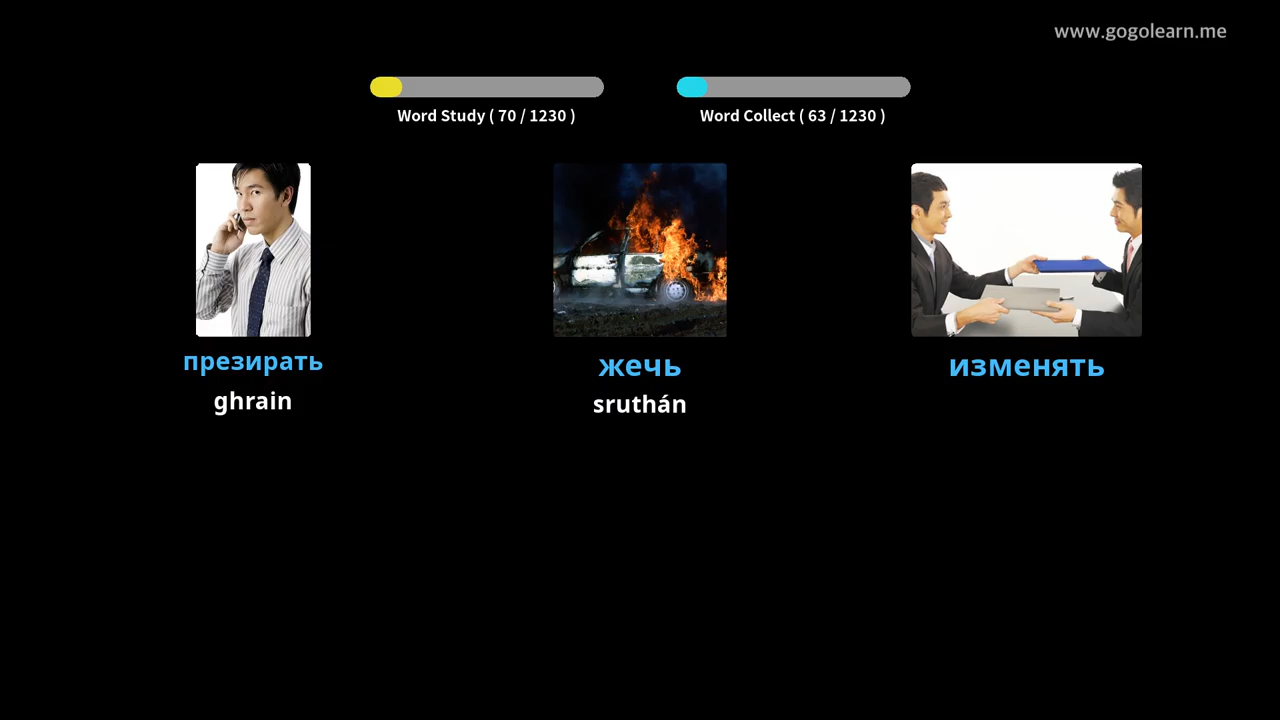 www.gogolearn.me
Word Study ( 70 / 1230 )
Word Collect ( 63 / 1230 )
презирать
жечь
изменять
ghrain
sruthán